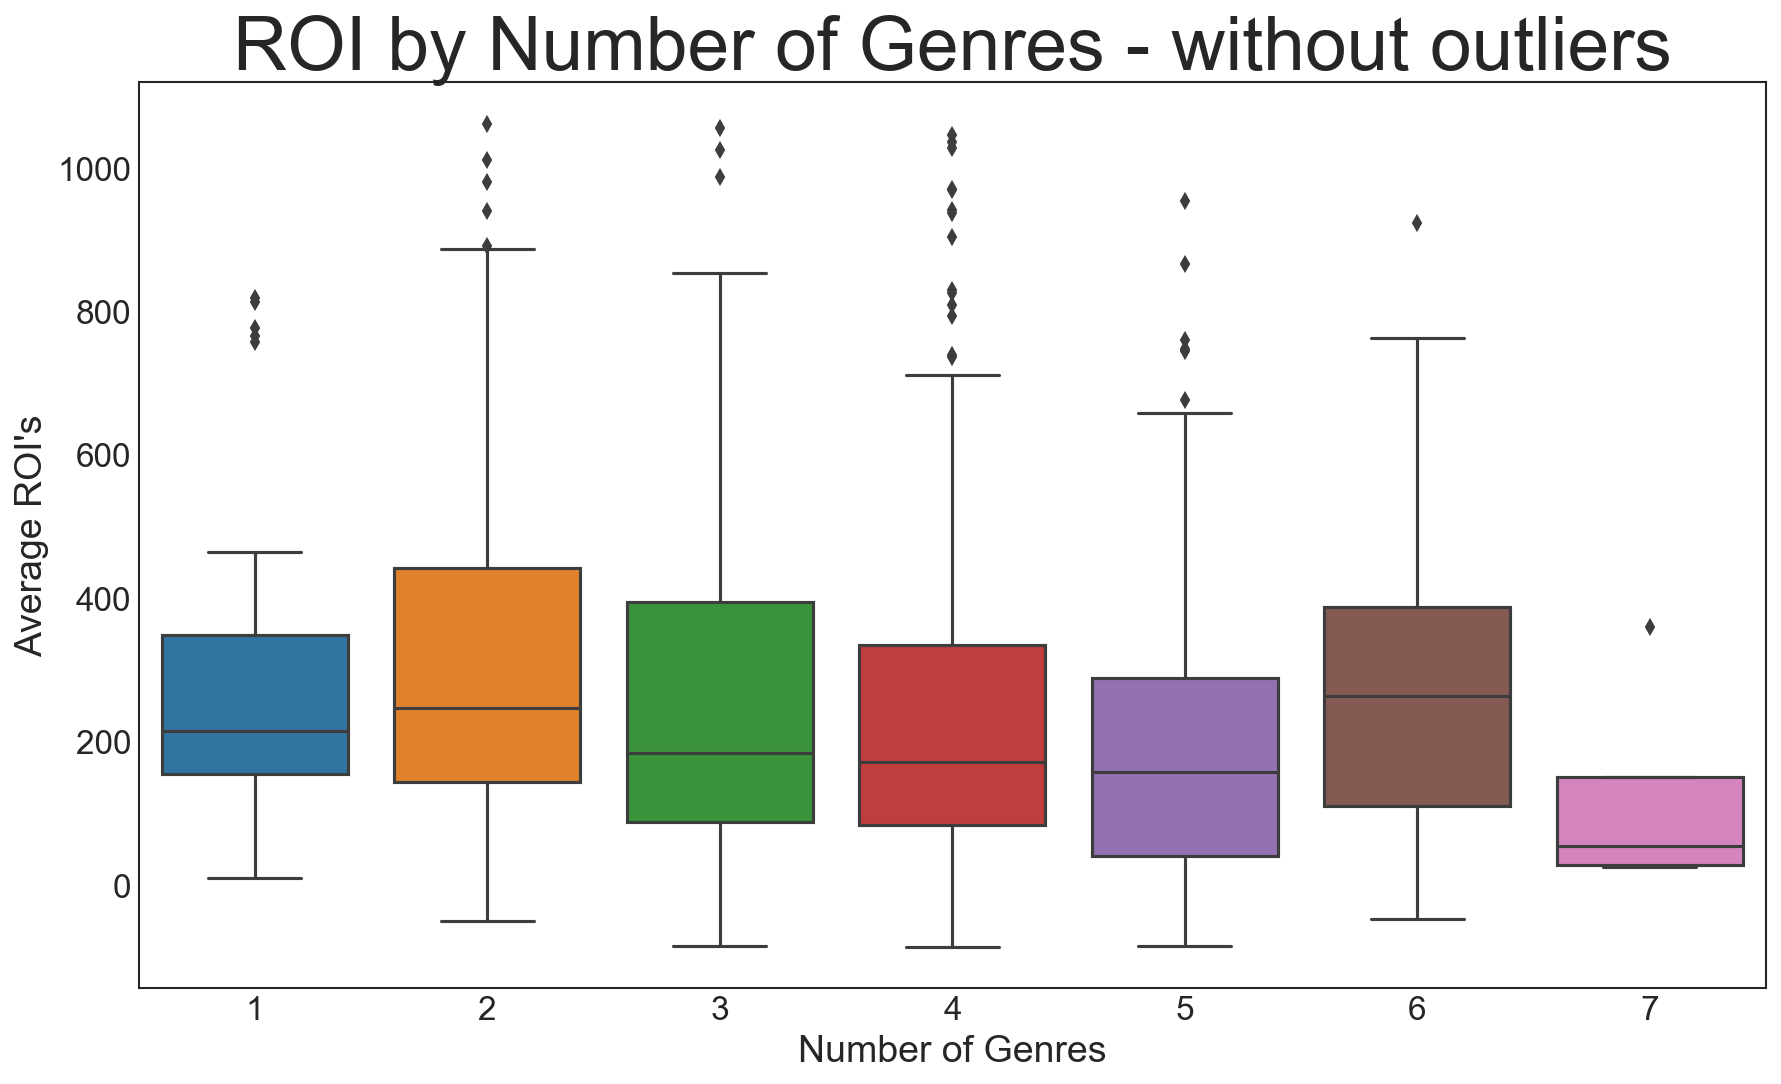 ROI by Number of Genres - without outliers
1000
800
600
400
200
0
Average ROI's
1 2 3 4 5 6 7
Number of Genres